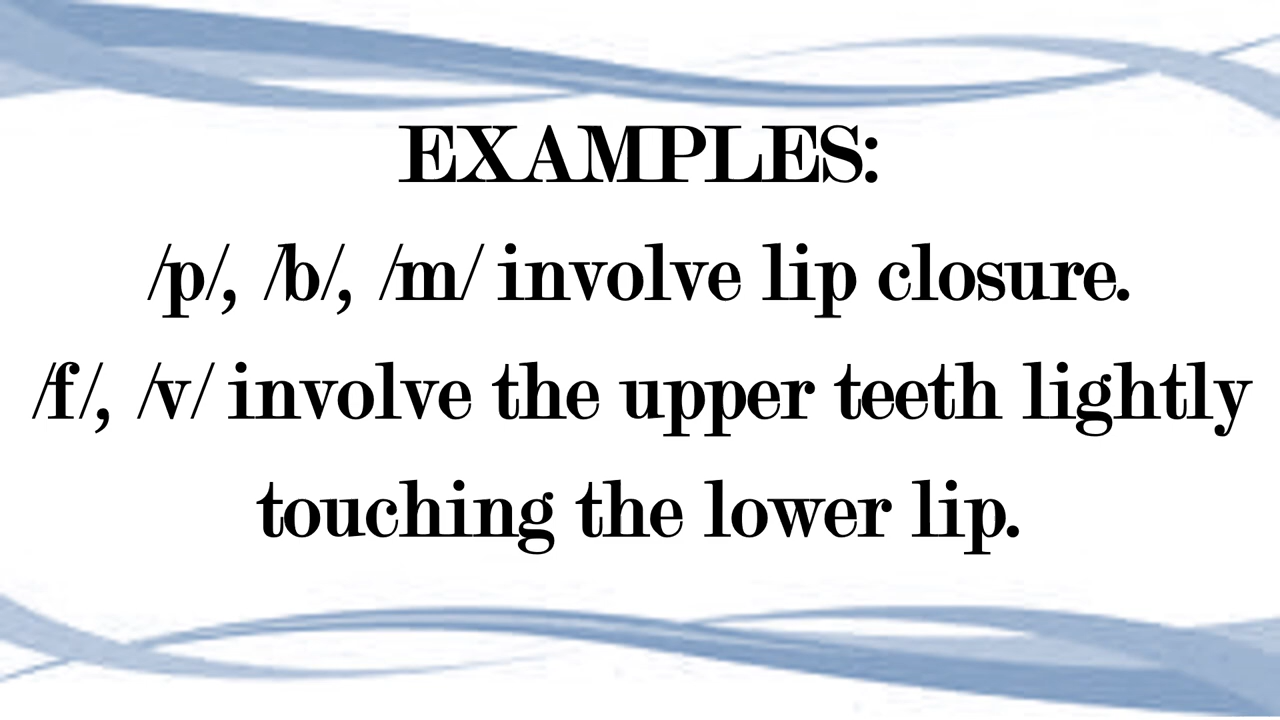 EXAMPLES:
/p/, /b/, /m/ involve lip closure.
/f/, /v/ involve the upper teeth lightly
touching the lower lip.